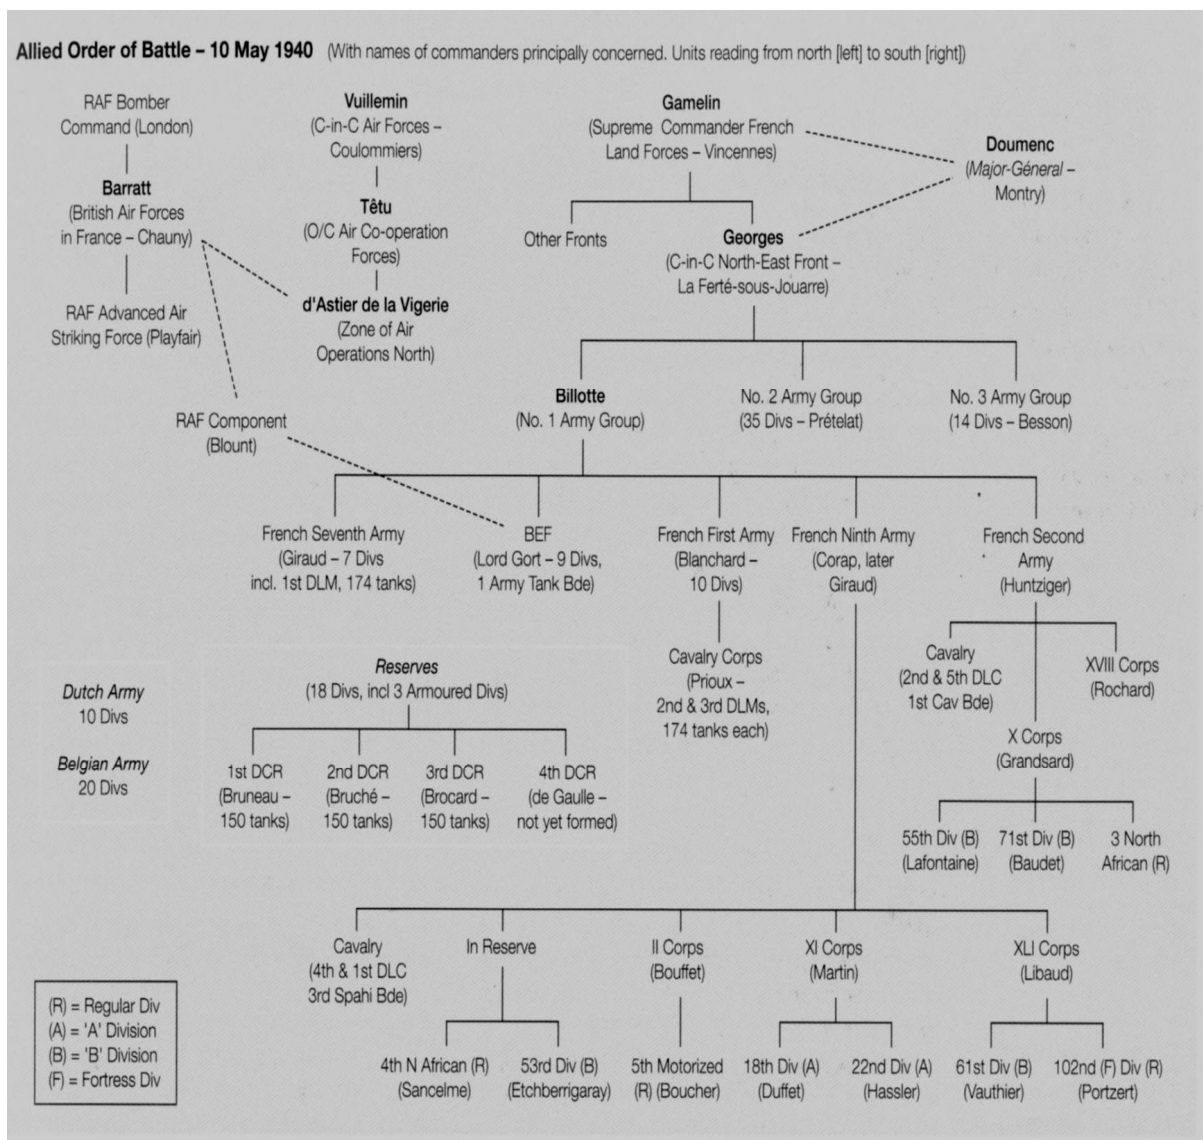 Allied Order of Battle – 10 May 1940 (With names of commanders principally concerned. Units reading from north [left] to south [right])
RAF Bomber
Command (London)
Barratt
(British Air Forces
in France – Chauny)
RAF Advanced Air
Striking Force (Playfair)
RAF Component
(Blount)
Vuillemin
(C-in-C Air Forces –
Coulommiers)
Têtu
(O/C Air Co-operation
Forces)
d'Astier de la Vigerie
(Zone of Air
Operations North)
Gamelin
(Supreme Commander French
Land Forces – Vincennes)
Doumenc
(Major-Géneral –
Montry)
Other Fronts
Georges
(C-in-C North-East Front –
La Ferté-sous-Jouarre)
Billotte
(No. 1 Army Group)
No. 2 Army Group
(35 Divs – Prételat)
No. 3 Army Group
(14 Divs – Besson)
French Seventh Army
(Giraud – 7 Divs
incl. 1st DLM, 174 tanks)
BEF
(Lord Gort – 9 Divs,
1 Army Tank Bde)
French First Army
(Blanchard –
10 Divs)
French Ninth Army
(Corap, later
Giraud)
French Second
Army
(Huntziger)
Cavalry Corps
(Prioux –
2nd & 3rd DLMs,
174 tanks each)
Cavalry
(2nd & 5th DLC
1st Cav Bde)
XVIII Corps
(Rochard)
X Corps
(Grandsard)
55th Div (B)
(Lafontaine)
71st Div (B)
(Baudet)
3 North
African (R)
Dutch Army
10 Divs
Belgian Army
20 Divs
Reserves
(18 Divs, incl 3 Armoured Divs)
1st DCR
(Bruneau –
150 tanks)
2nd DCR
(Bruché –
150 tanks)
3rd DCR
(Brocard –
150 tanks)
4th DCR
(de Gaulle –
not yet formed)
Cavalry
(4th & 1st DLC
3rd Spahi Bde)
In Reserve
II Corps
(Bouffet)
XI Corps
(Martin)
XLI Corps
(Libaud)
4th N African (R)
(Sancelme)
53rd Div (B)
(Etchberrigaray)
5th Motorized
(R) (Boucher)
18th Div (A)
(Duffet)
22nd Div (A)
(Hassler)
61st Div (B)
(Vauthier)
102nd (F) Div (R)
(Portzert)
(R) = Regular Div
(A) = 'A' Division
(B) = 'B' Division
(F) = Fortress Div